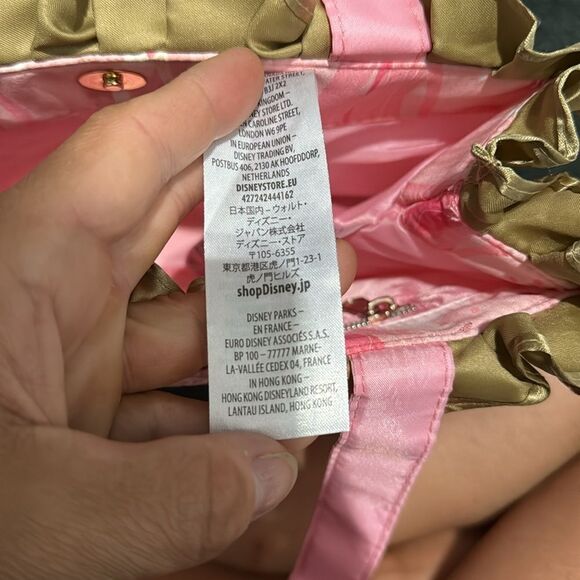 WATER STREET,
B3J 2X2
KINGDOM –
STORE LTD.
CAROLINE STREET,
LONDON W6 9PE
IN EUROPEAN UNION –
DISNEY TRADING BV,
POSTBUS 406, 2130 AK HOOFDDORP,
NETHERLANDS
DISNEYSTORE.EU
427242444162
日本国内 – ウォルト・
ディズニー・
ジャパン株式会社
ディズニー・ストア
〒105-6355
東京都港区虎ノ門1-23-1
虎ノ門ヒルズ
shopDisney.jp
DISNEY PARKS –
EN FRANCE –
EURO DISNEY ASSOCIÉS S.A.S.
BP 100 – 77777 MARNE-
LA-VALLÉE CEDEX 04, FRANCE
IN HONG KONG –
HONG KONG DISNEYLAND RESORT,
LANTAU ISLAND, HONG KONG